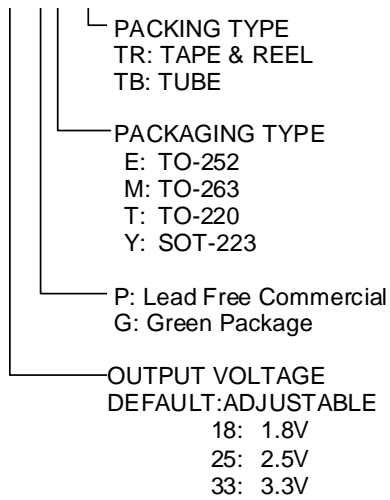 PACKING TYPE
TR: TAPE & REEL
TB: TUBE
PACKAGING TYPE
E: TO-252
M: TO-263
T: TO-220
Y: SOT-223
P: Lead Free Commercial
G: Green Package
OUTPUT VOLTAGE
DEFAULT:ADJUSTABLE
18: 1.8V
25: 2.5V
33: 3.3V